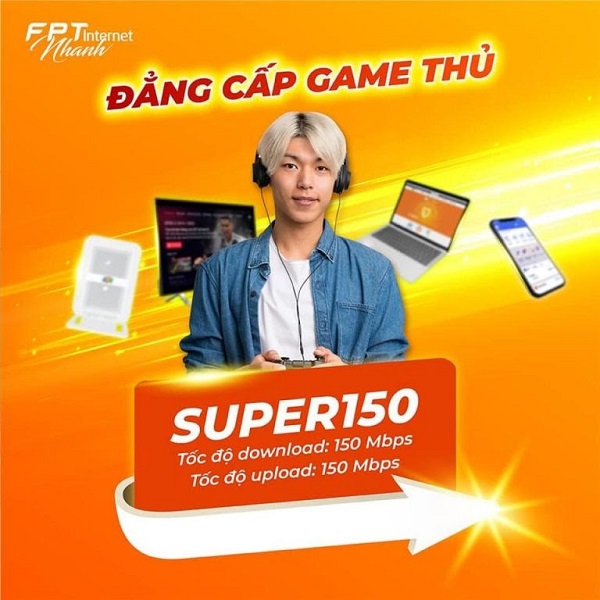 FPT Internet
Nhanh
ĐẲNG CẤP GAME THỦ
SUPER150
Tốc độ download: 150 Mbps
Tốc độ upload: 150 Mbps